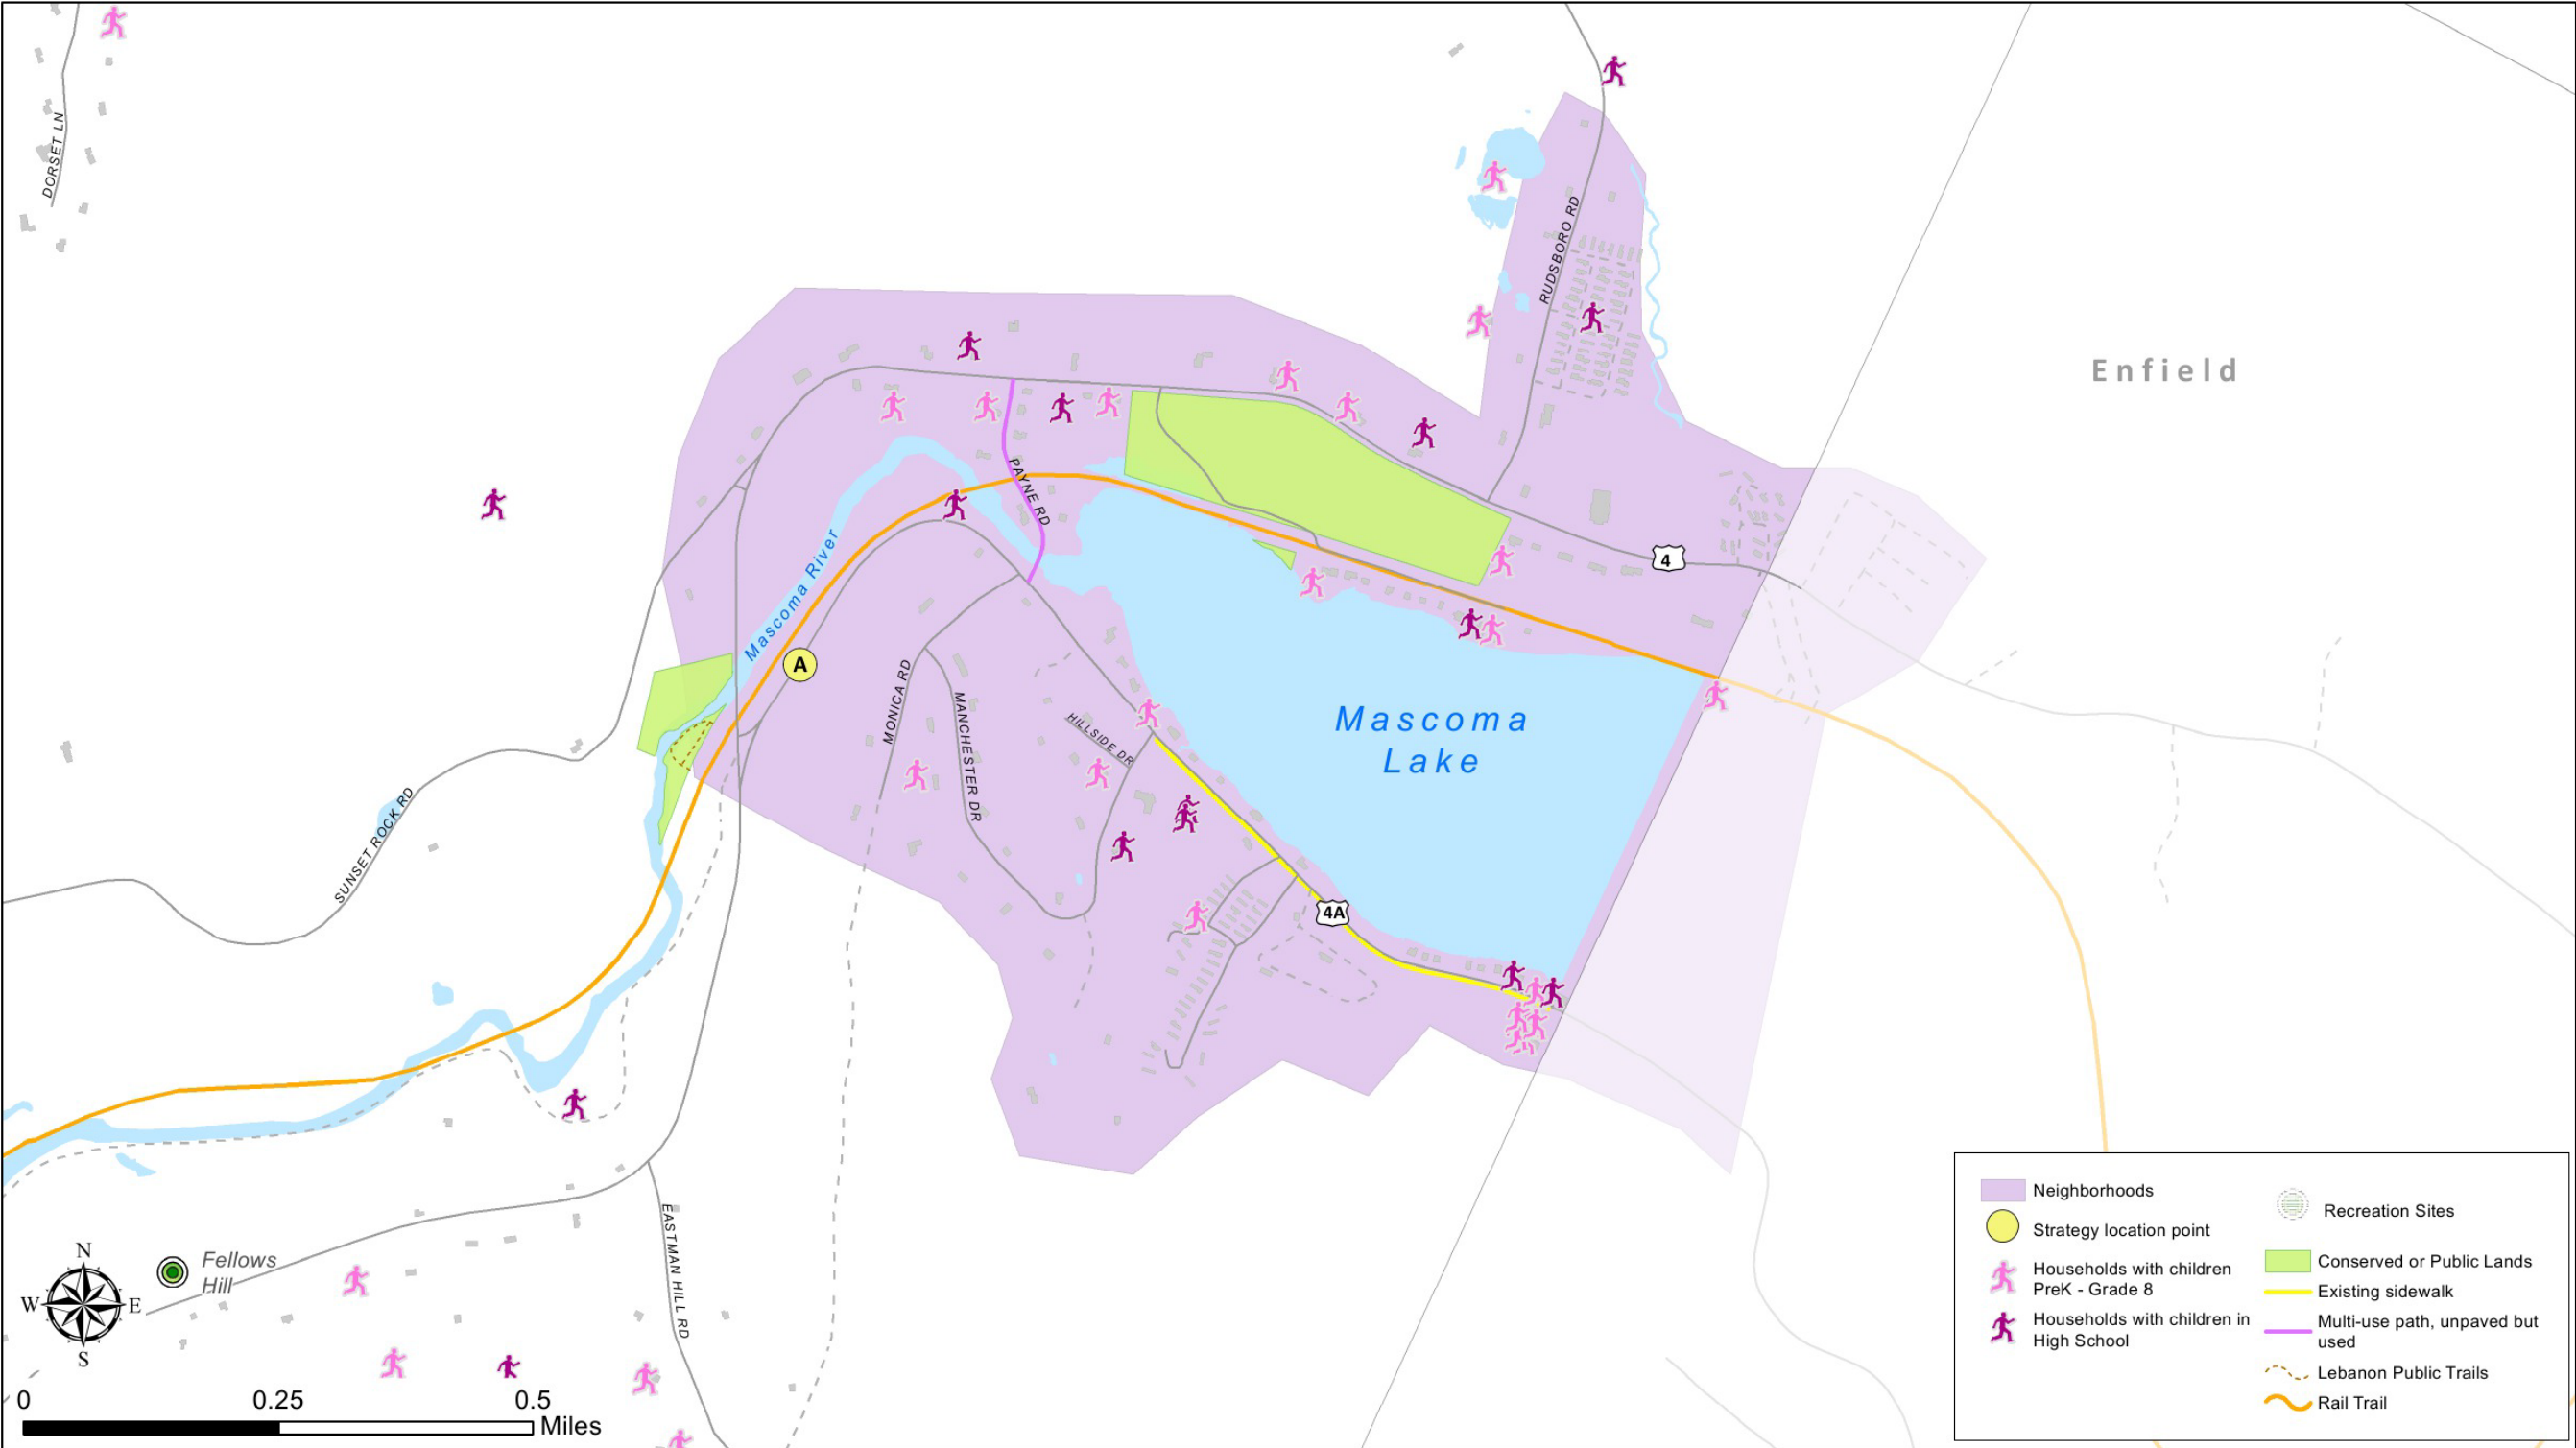 DORSET LN
RUDSBORO RD
Enfield
PAYNE RD
4
Mascoma River
A
MONICA RD
MANCHESTER DR
HILLSIDE DR
Mascoma
Lake
SUNSET ROCK RD
4A
EASTMAN HILL RD
Fellows
Hill
N
W
E
S
0
0.25
0.5
Miles
Neighborhoods
Strategy location point
Households with children
PreK - Grade 8
Households with children in
High School
Recreation Sites
Conserved or Public Lands
Existing sidewalk
Multi-use path, unpaved but
used
Lebanon Public Trails
Rail Trail